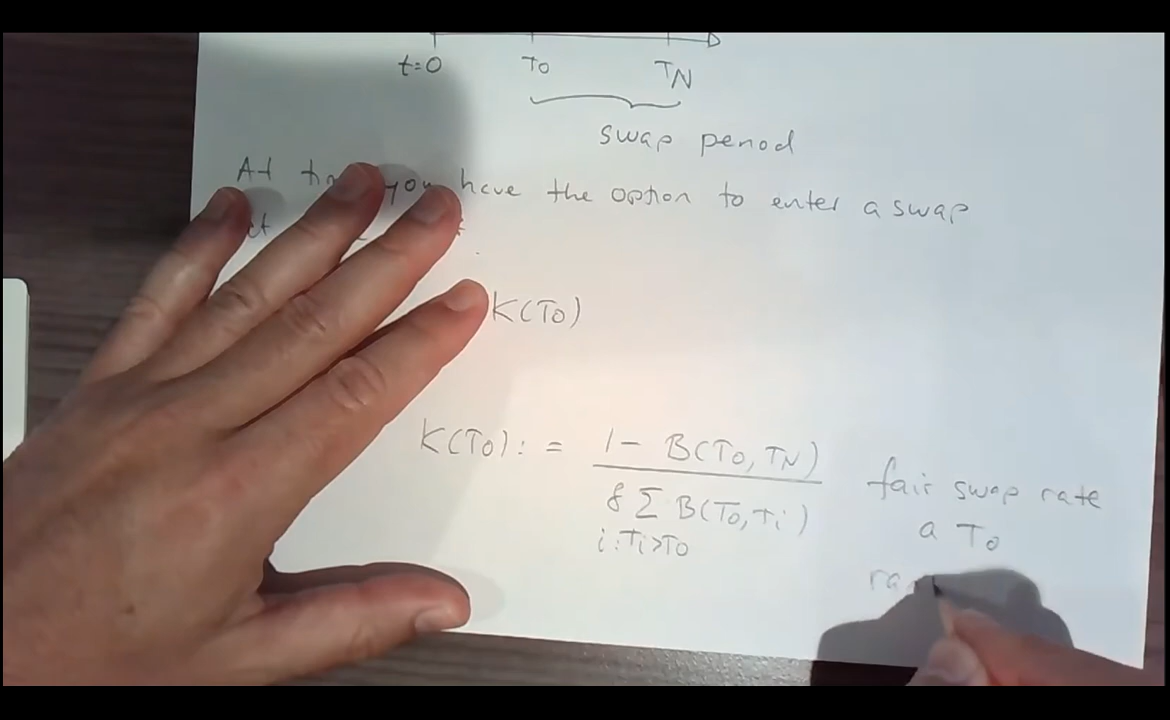 t=0 T0 TN
swap period
At you have the option to enter a swap
K(T0)
K(T0) := 1 - B(T0, TN) fair swap rate
δ Σ B(T0, Ti) a T0
i: Ti>T0